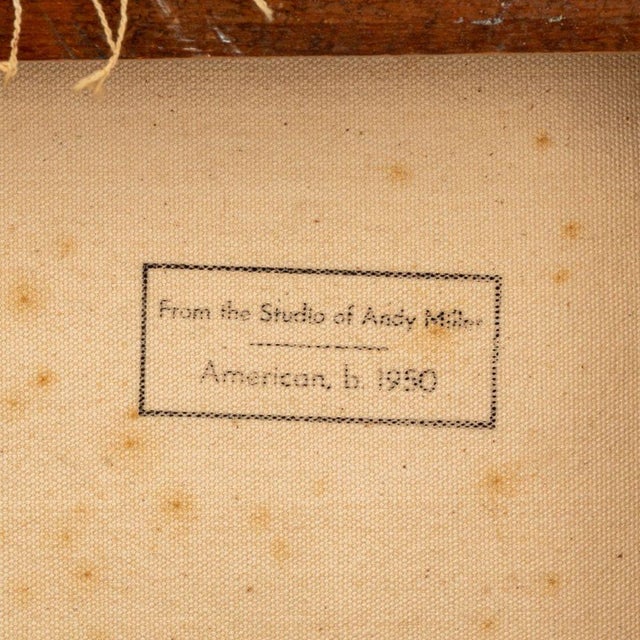 From the Studio of Andy Miller
American, b. 1950